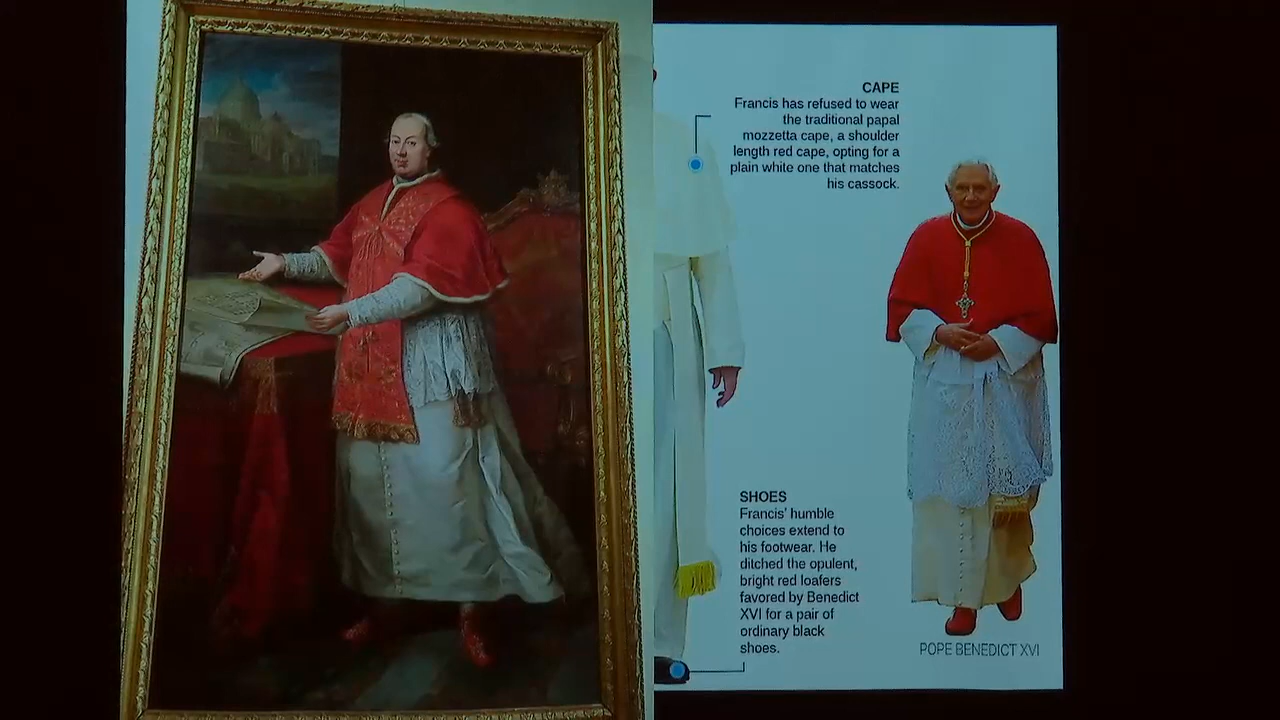 CAPE
Francis has refused to wear
the traditional papal
mozzetta cape, a shoulder
length red cape, opting for a
plain white one that matches
his cassock.
SHOES
Francis’ humble
choices extend to
his footwear. He
ditched the opulent,
bright red loafers
favored by Benedict
XVI for a pair of
ordinary black
shoes.
POPE BENEDICT XVI